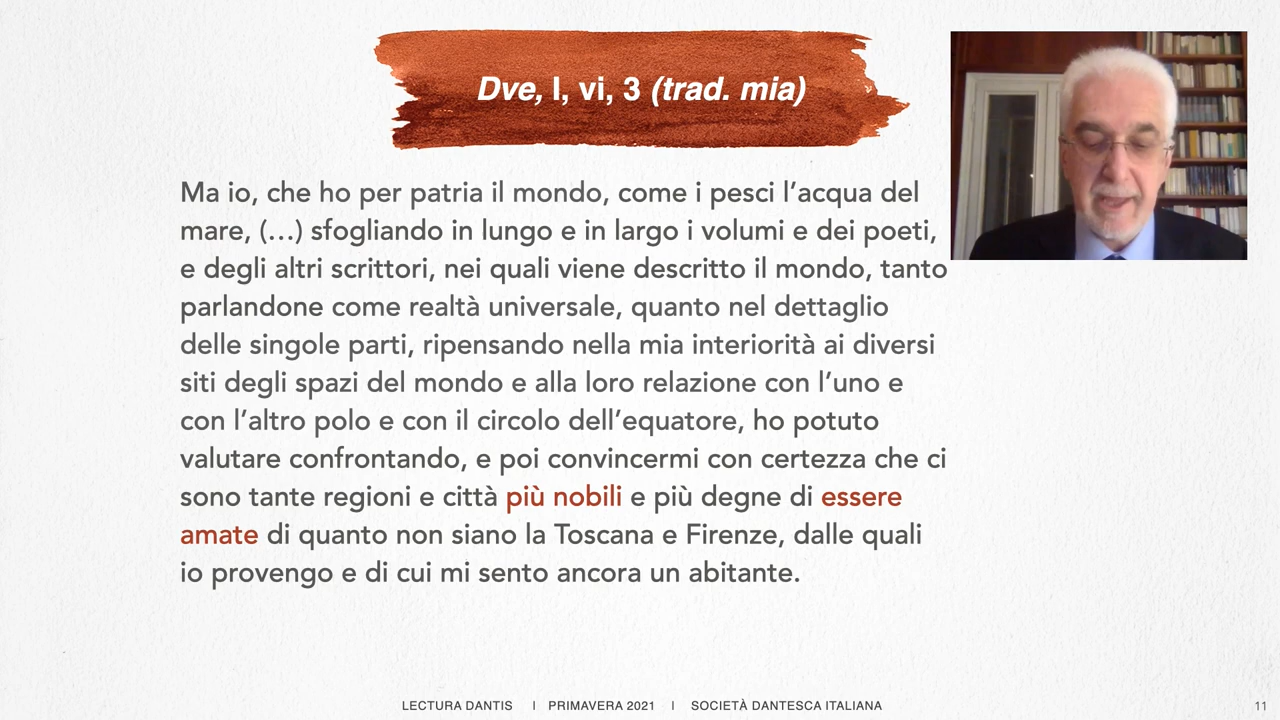 Dve, I, vi, 3 (trad. mia)
Ma io, che ho per patria il mondo, come i pesci l’acqua del
mare, (…) sfogliando in lungo e in largo i volumi e dei poeti,
e degli altri scrittori, nei quali viene descritto il mondo, tanto
parlandone come realtà universale, quanto nel dettaglio
delle singole parti, ripensando nella mia interiorità ai diversi
siti degli spazi del mondo e alla loro relazione con l’uno e
con l’altro polo e con il circolo dell’equatore, ho potuto
valutare confrontando, e poi convincermi con certezza che ci
sono tante regioni e città più nobili e più degne di essere
amate di quanto non siano la Toscana e Firenze, dalle quali
io provengo e di cui mi sento ancora un abitante.
LECTURA DANTIS I PRIMAVERA 2021 I SOCIETÀ DANTESCA ITALIANA 11